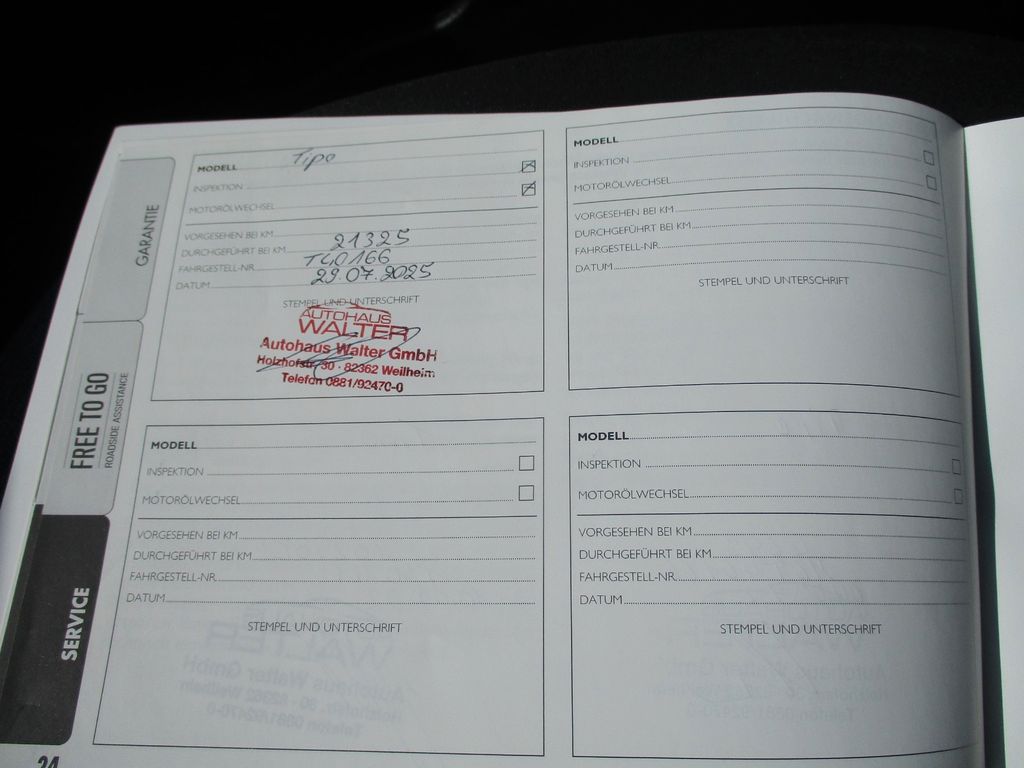 GARANTIE
FREE TO GO
ROADSIDE ASSISTANCE
SERVICE
MODELL Tipo
INSPEKTION
MOTORÖLWECHSEL
VORGESEHEN BEI KM
DURCHGEFÜHRT BEI KM 21325
FAHRGESTELL-NR. TL0166
DATUM 29.07.2025
STEMPEL UND UNTERSCHRIFT
AUTOHAUS
WALTER
Autohaus Walter GmbH
Holzhofstr. 30 · 82362 Weilheim
Telefon 0881/92470-0
MODELL
INSPEKTION
MOTORÖLWECHSEL
VORGESEHEN BEI KM
DURCHGEFÜHRT BEI KM
FAHRGESTELL-NR.
DATUM
STEMPEL UND UNTERSCHRIFT
MODELL
INSPEKTION
MOTORÖLWECHSEL
VORGESEHEN BEI KM
DURCHGEFÜHRT BEI KM
FAHRGESTELL-NR.
DATUM
STEMPEL UND UNTERSCHRIFT
MODELL
INSPEKTION
MOTORÖLWECHSEL
VORGESEHEN BEI KM
DURCHGEFÜHRT BEI KM
FAHRGESTELL-NR.
DATUM
STEMPEL UND UNTERSCHRIFT
24